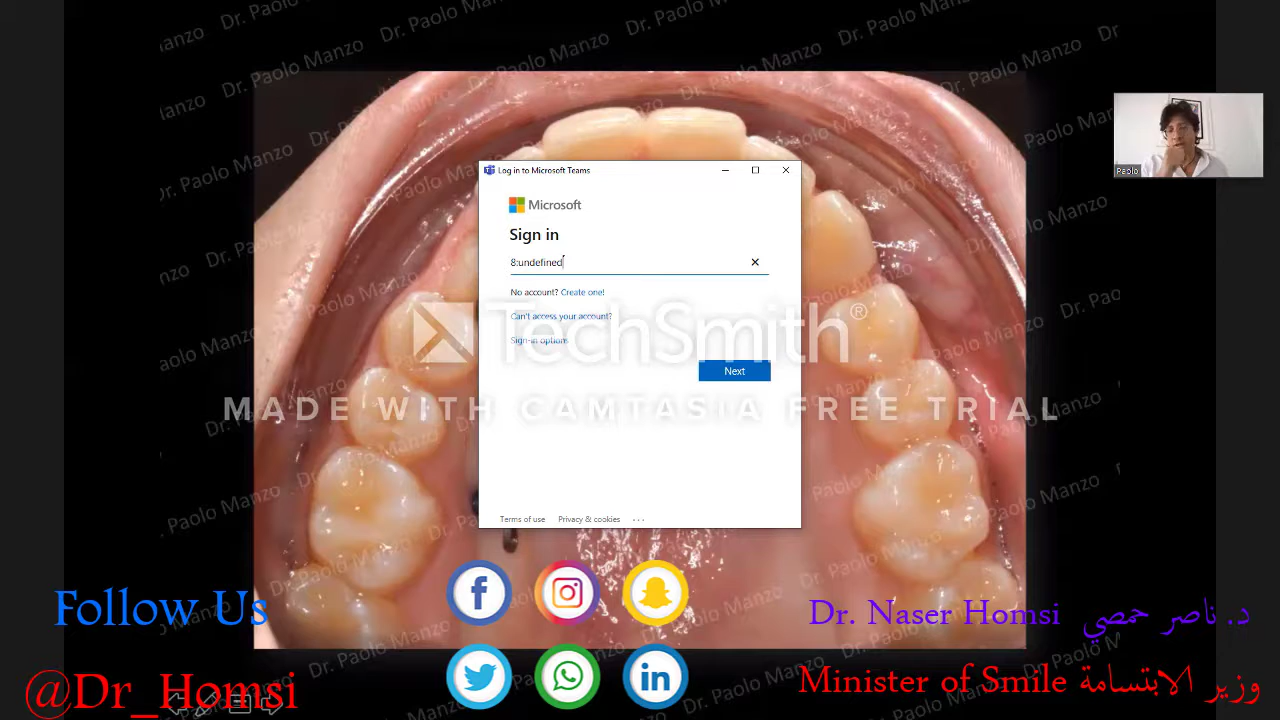 Dr. Paolo Manzo
Paolo
Log in to Microsoft Teams
Microsoft
Sign in
8:undefined
No account? Create one!
Can't access your account?
Sign-in options
Next
TechSmith®
MADE WITH CAMTASIA FREE TRIAL
Terms of use Privacy & cookies ...
Follow Us
Dr. Naser Homsi د. ناصر حمصي
@Dr_Homsi
Minister of Smile وزير الابتسامة